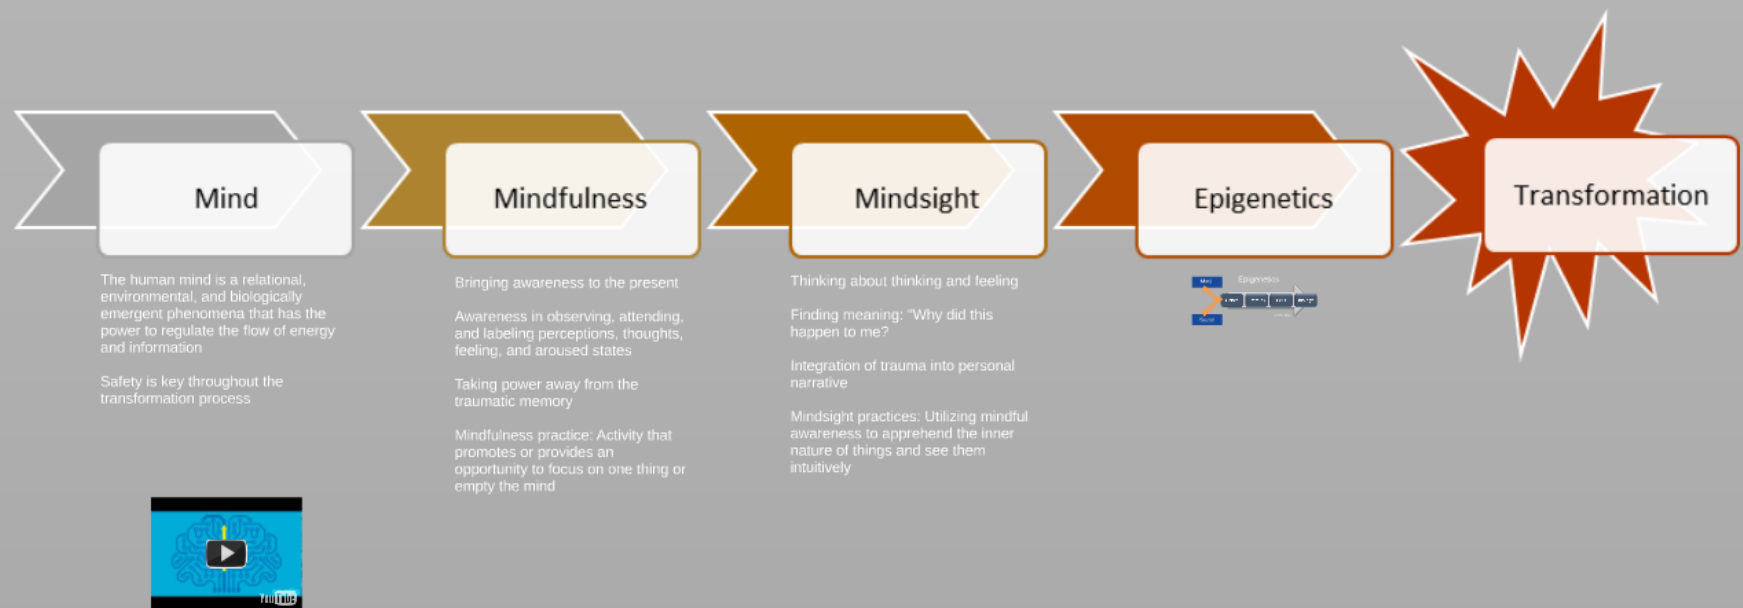 Mind
Mindfulness
Mindsight
Epigenetics
Transformation
The human mind is a relational,
environmental, and biologically
emergent phenomena that has the
power to regulate the flow of energy
and information
Safety is key throughout the
transformation process
Bringing awareness to the present
Awareness in observing, attending,
and labeling perceptions, thoughts,
feeling, and aroused states
Taking power away from the
traumatic memory
Mindfulness practice: Activity that
promotes or provides an
opportunity to focus on one thing or
empty the mind
Thinking about thinking and feeling
Finding meaning: "Why did this
happen to me?
Integration of trauma into personal
narrative
Mindsight practices: Utilizing mindful
awareness to apprehend the inner
nature of things and see them
intuitively
Epigenetics
YouTube